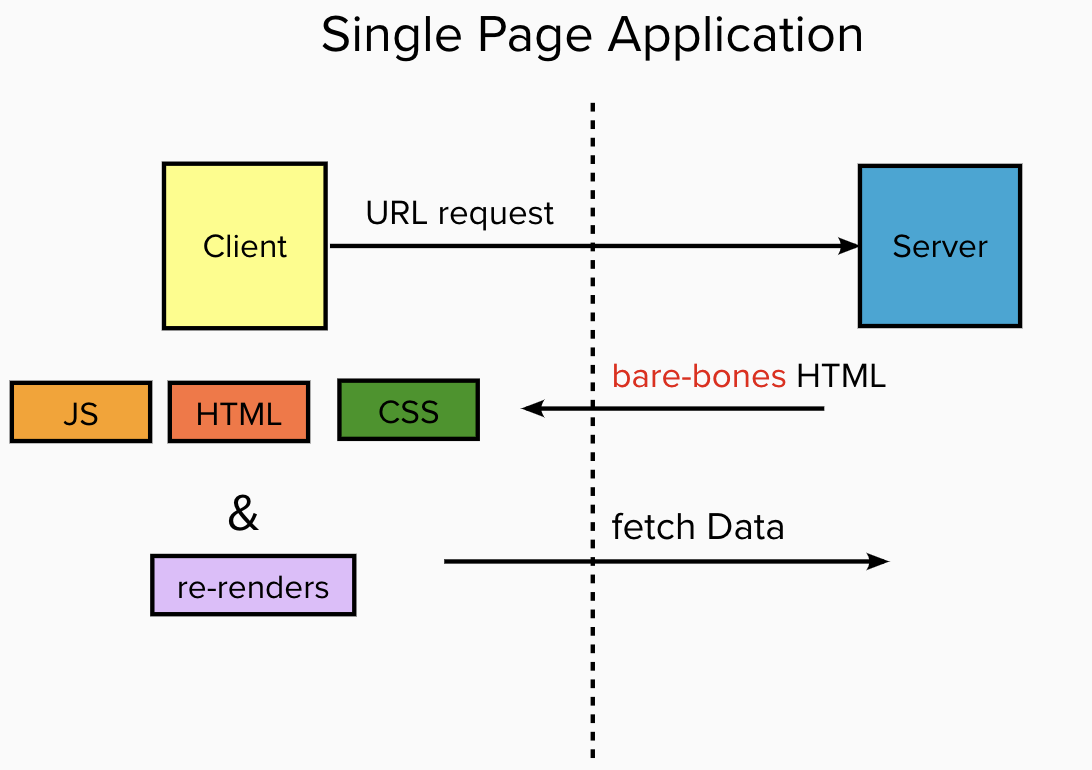 Single Page Application
URL request
Client
Server
bare-bones HTML
JS
HTML
CSS
&
fetch Data
re-renders